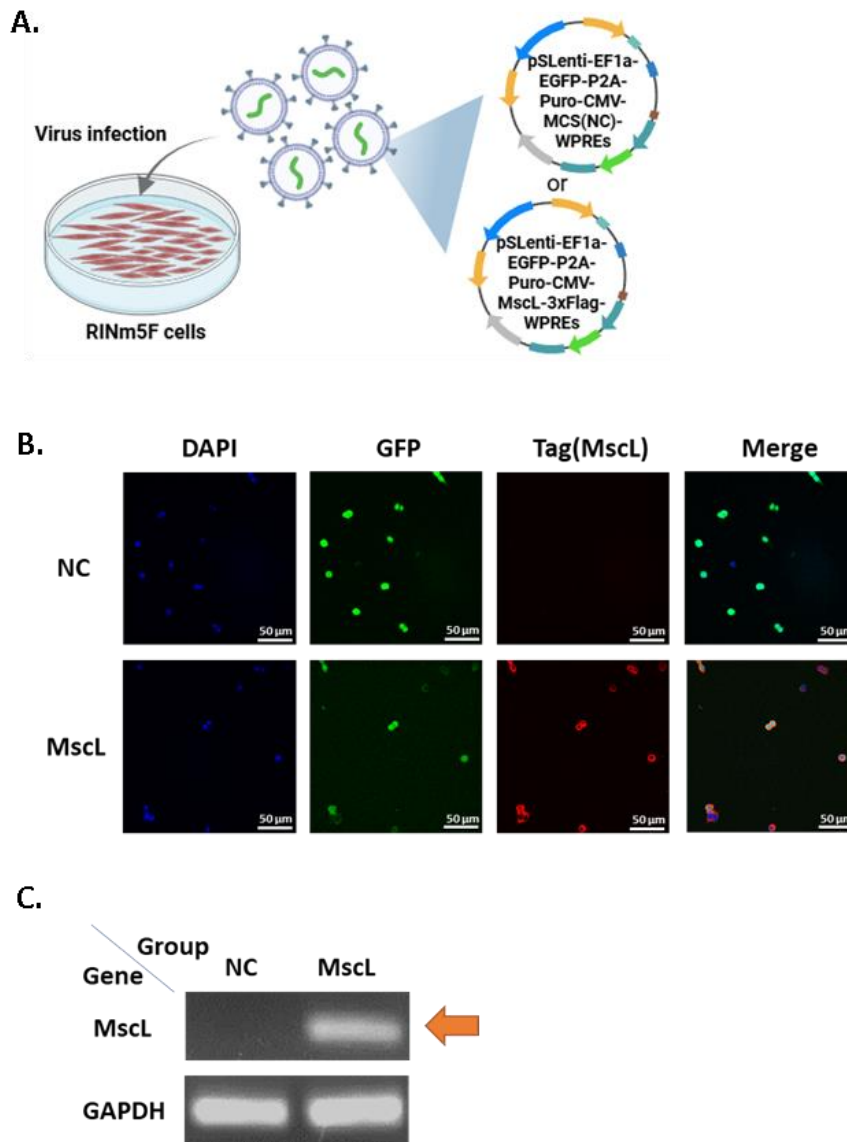 A.
Virus infection
RINm5F cells
pSLenti-EF1a-
EGFP-P2A-
Puro-CMV-
MCS(NC)-
WPREs
or
pSLenti-EF1a-
EGFP-P2A-
Puro-CMV-
MscL-3xFlag-
WPREs
B.
DAPI GFP Tag(MscL) Merge
NC
50 μm 50 μm 50 μm 50 μm
MscL
50 μm 50 μm 50 μm 50 μm
C.
Group
Gene
NC MscL
MscL
GAPDH